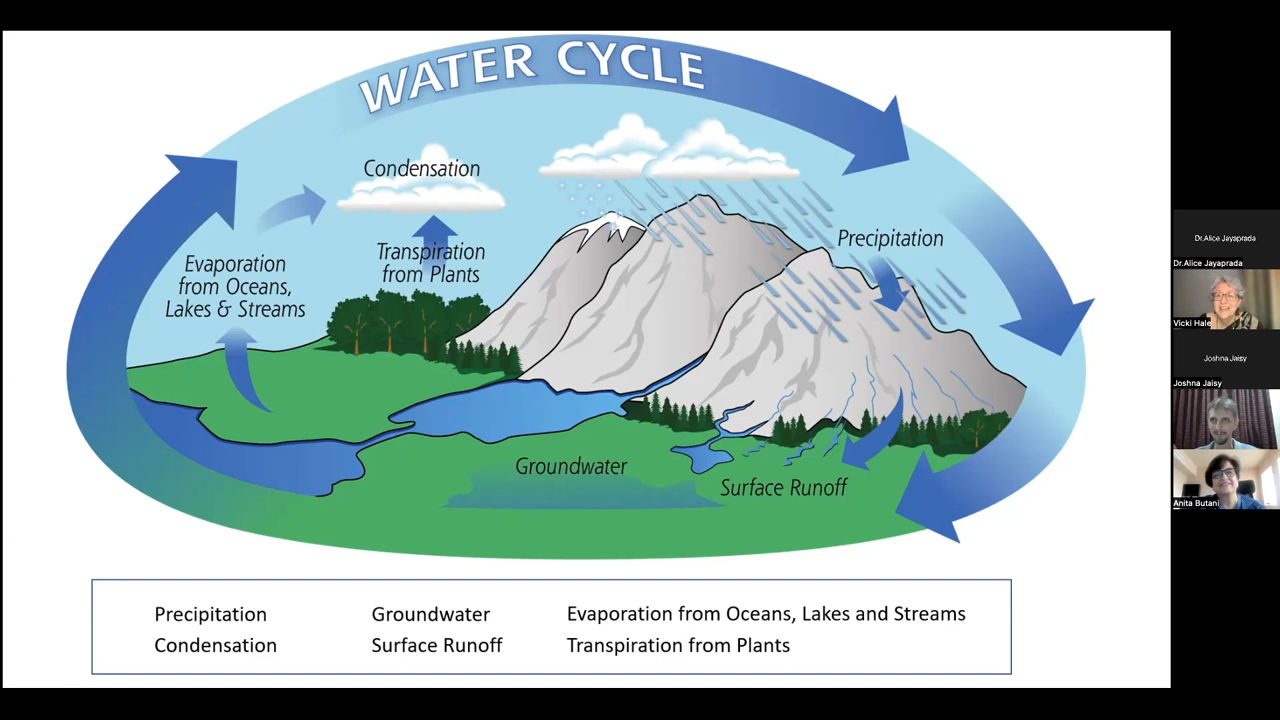 WATER CYCLE
Condensation
Transpiration
from Plants
Evaporation
from Oceans,
Lakes & Streams
Precipitation
Groundwater
Surface Runoff
Precipitation
Groundwater
Evaporation from Oceans, Lakes and Streams
Condensation
Surface Runoff
Transpiration from Plants
Dr.Alice Jayaprada
Dr.Alice Jayaprada
Vicki Hale
Joshna Jaisy
Joshna Jaisy
Anita Butani